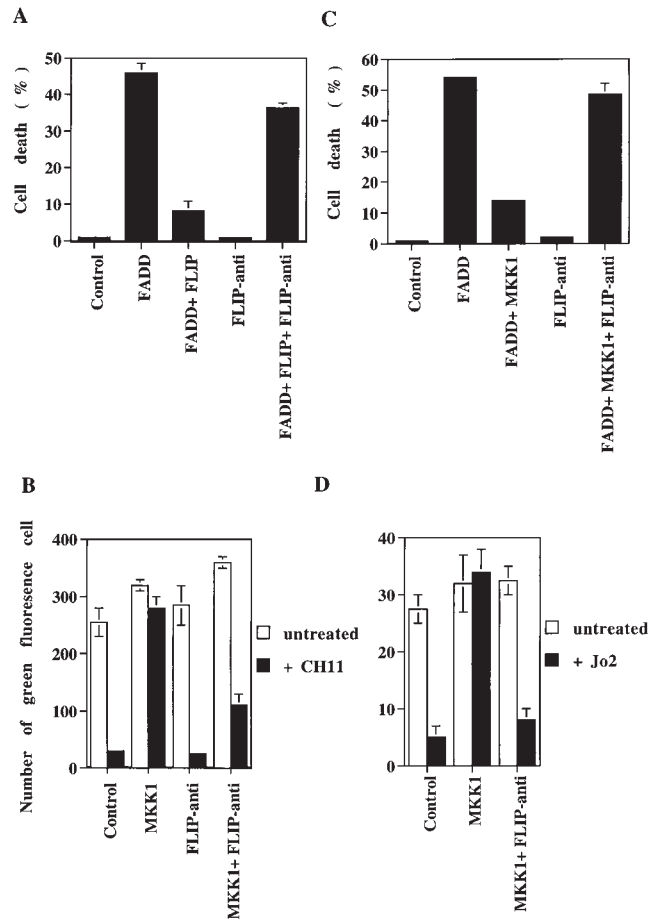 A
Cell death ( % )
50
40
30
20
10
0
Control
FADD
FADD+ FLIP
FLIP-anti
FADD+ FLIP+ FLIP-anti
C
Cell death ( % )
60
50
40
30
20
10
0
Control
FADD
FADD+ MKK1
FLIP-anti
FADD+ MKK1+ FLIP-anti
B
Number of green fluoresence cell
400
300
200
100
0
Control
MKK1
FLIP-anti
MKK1+ FLIP-anti
untreated
+ CH11
D
40
30
20
10
0
Control
MKK1
MKK1+ FLIP-anti
untreated
+ Jo2